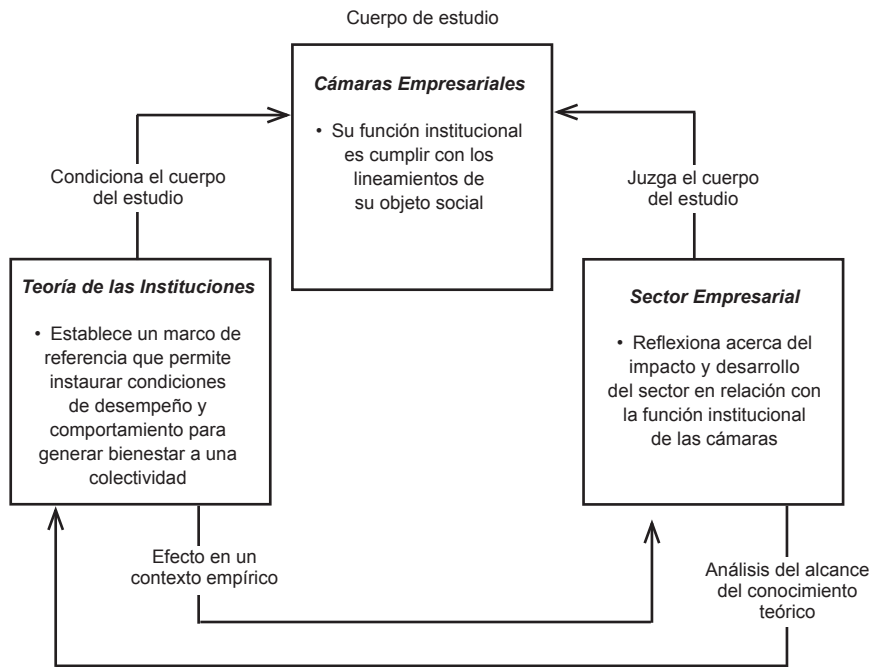 Cuerpo de estudio
Cámaras Empresariales
• Su función institucional
es cumplir con los
lineamientos de
su objeto social
Condiciona el cuerpo
del estudio
Juzga el cuerpo
del estudio
Teoría de las Instituciones
• Establece un marco de
referencia que permite
instaurar condiciones
de desempeño y
comportamiento para
generar bienestar a una
colectividad
Sector Empresarial
• Reflexiona acerca del
impacto y desarrollo
del sector en relación con
la función institucional
de las cámaras
Efecto en un
contexto empírico
Análisis del alcance
del conocimiento
teórico